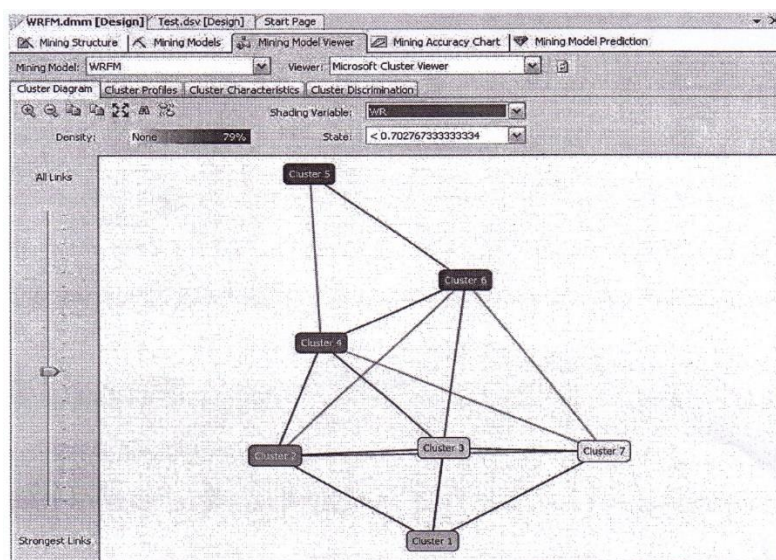 WRFM.dmm [Design] Test.dsv [Design] Start Page
Mining Structure Mining Models Mining Model Viewer Mining Accuracy Chart Mining Model Prediction
Mining Model: WRFM Viewer: Microsoft Cluster Viewer
Cluster Diagram Cluster Profiles Cluster Characteristics Cluster Discrimination
Shading Variable: WR
Density: None 79% State: < 0.702767333333334
All Links
Cluster 5
Cluster 6
Cluster 4
Cluster 2 Cluster 3 Cluster 7
Cluster 1
Strongest Links